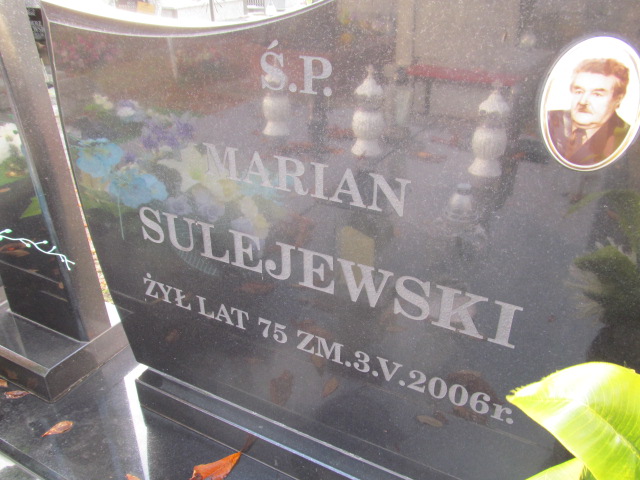 Ś.P.
MARIAN
SULEJEWSKI
ŻYŁ LAT 75 ZM.3.V.2006r.